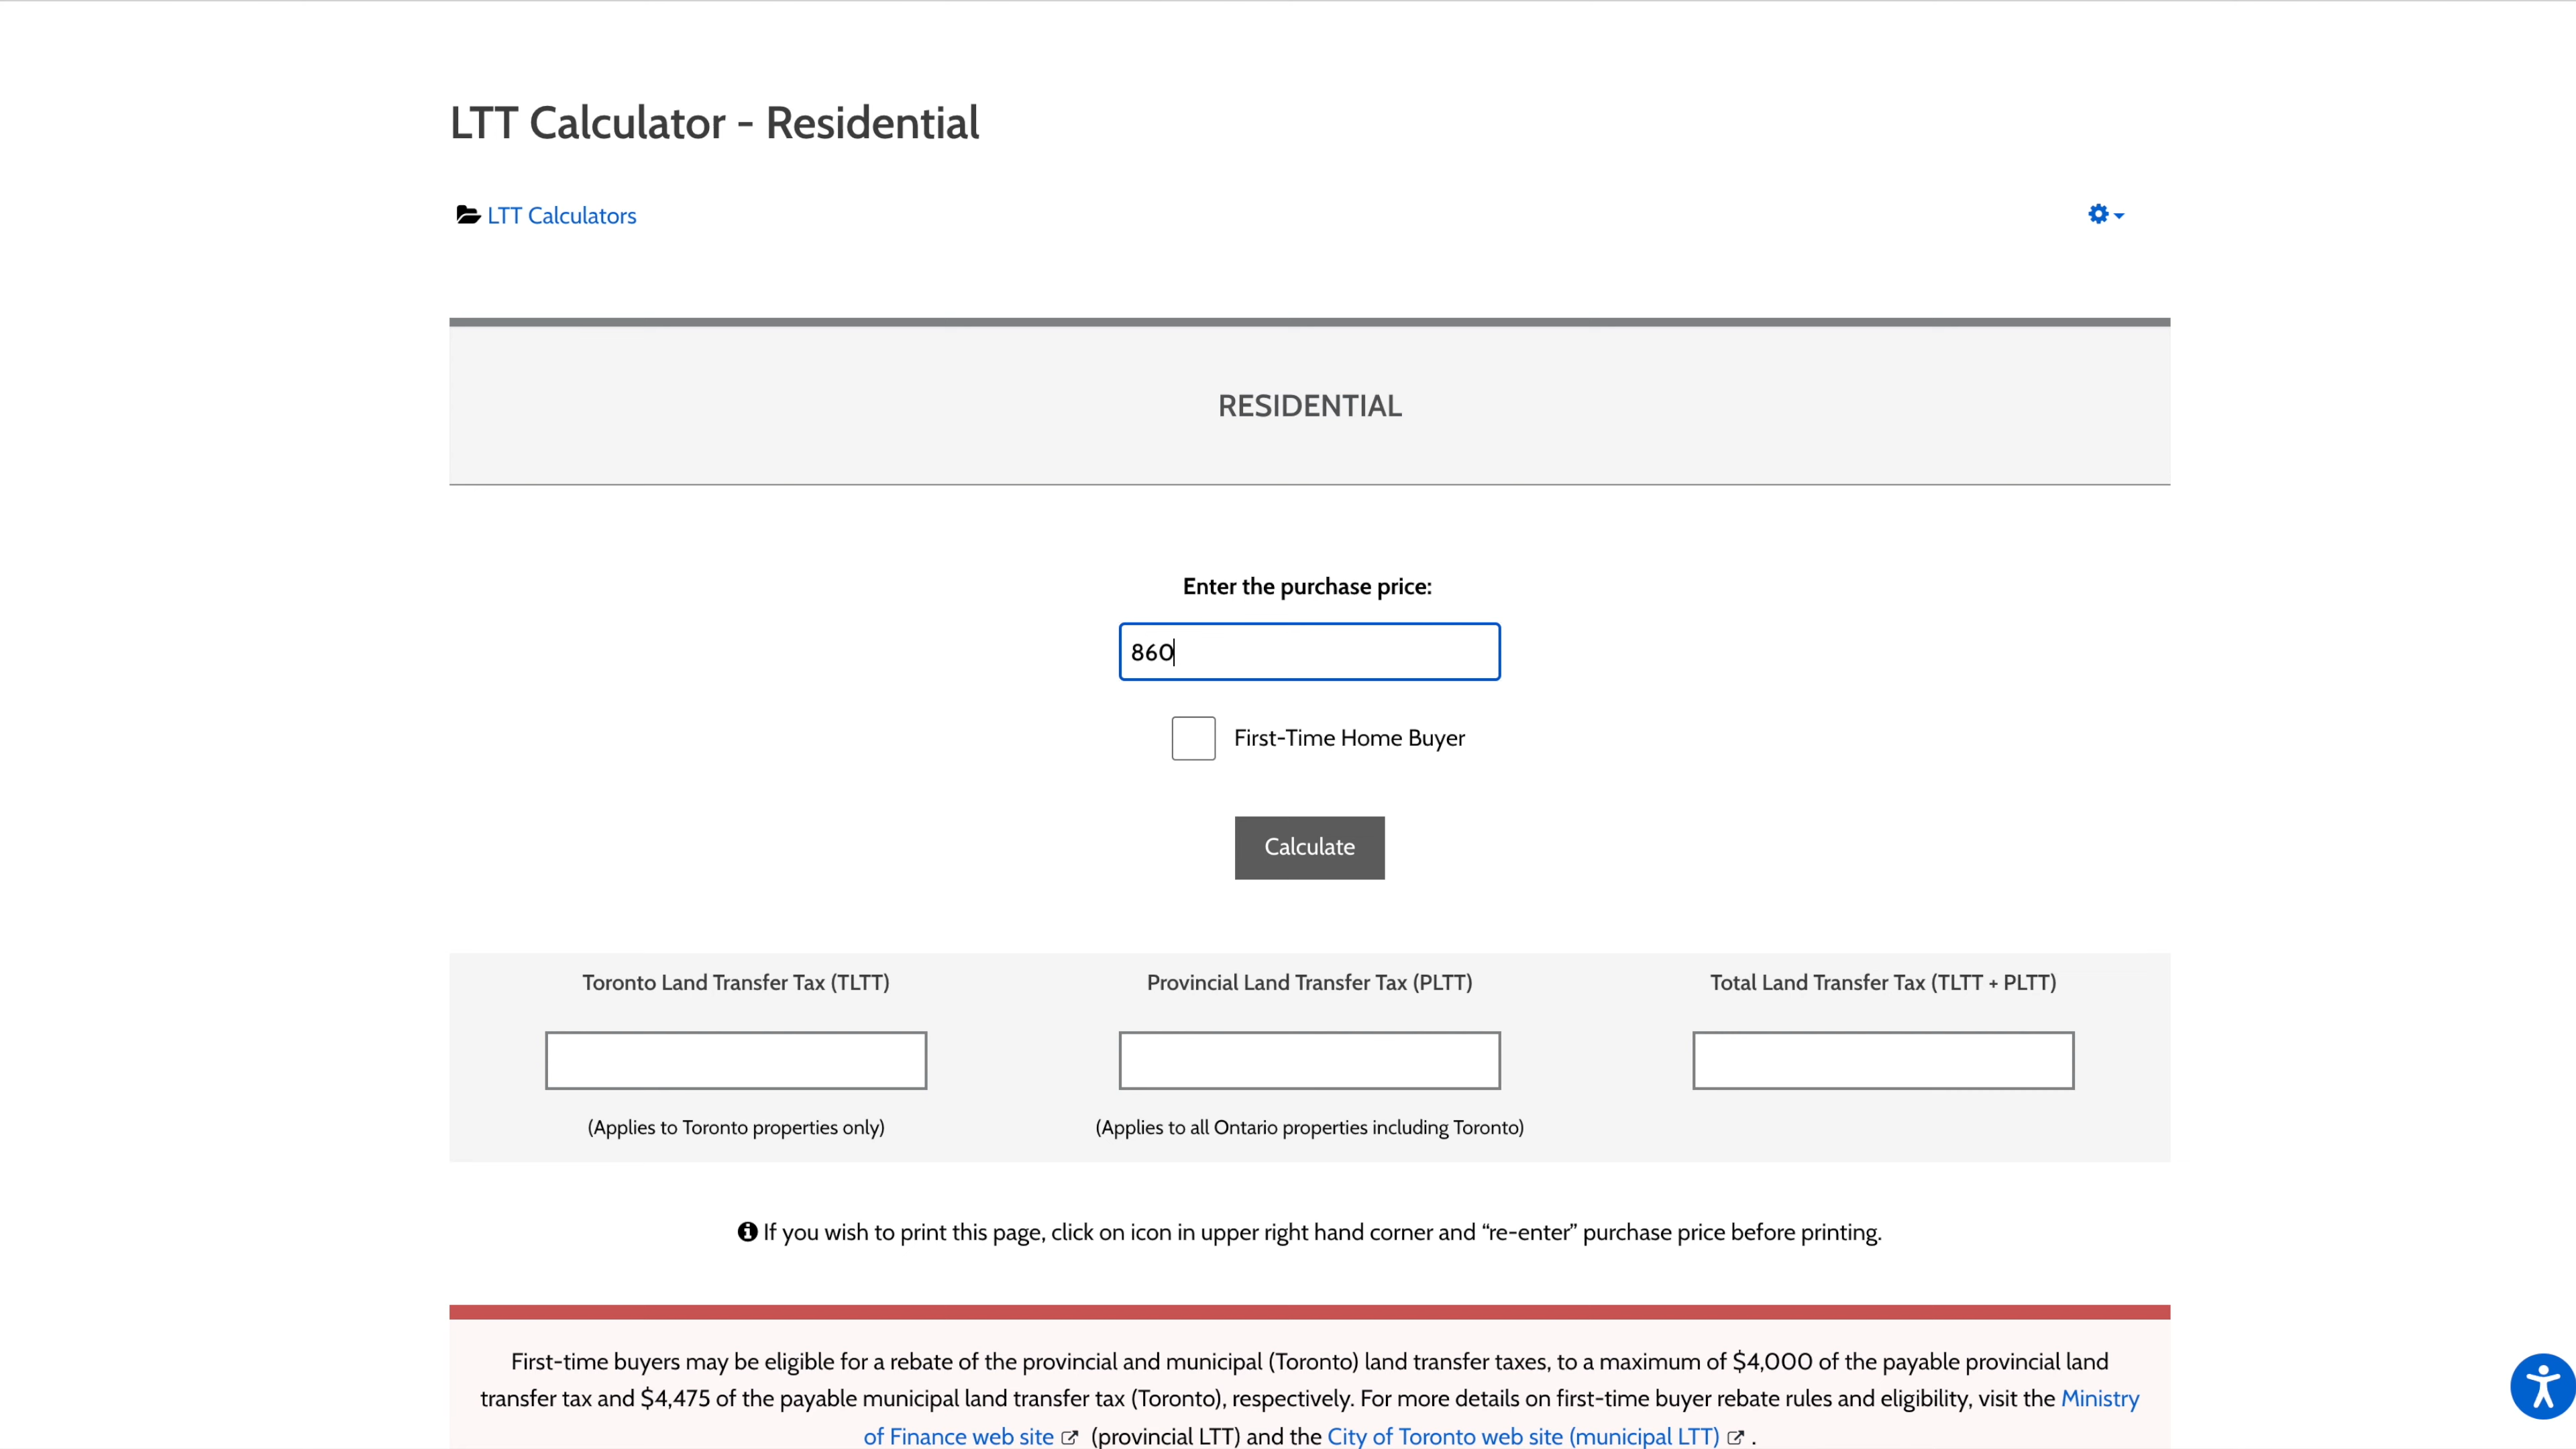 LTT Calculator - Residential
LTT Calculators
RESIDENTIAL
Enter the purchase price:
860
First-Time Home Buyer
Calculate
Toronto Land Transfer Tax (TLTT)
Provincial Land Transfer Tax (PLTT)
Total Land Transfer Tax (TLTT + PLTT)
(Applies to Toronto properties only)
(Applies to all Ontario properties including Toronto)
If you wish to print this page, click on icon in upper right hand corner and “re-enter” purchase price before printing.
First-time buyers may be eligible for a rebate of the provincial and municipal (Toronto) land transfer taxes, to a maximum of $4,000 of the payable provincial land
transfer tax and $4,475 of the payable municipal land transfer tax (Toronto), respectively. For more details on first-time buyer rebate rules and eligibility, visit the Ministry
of Finance web site (provincial LTT) and the City of Toronto web site (municipal LTT) .